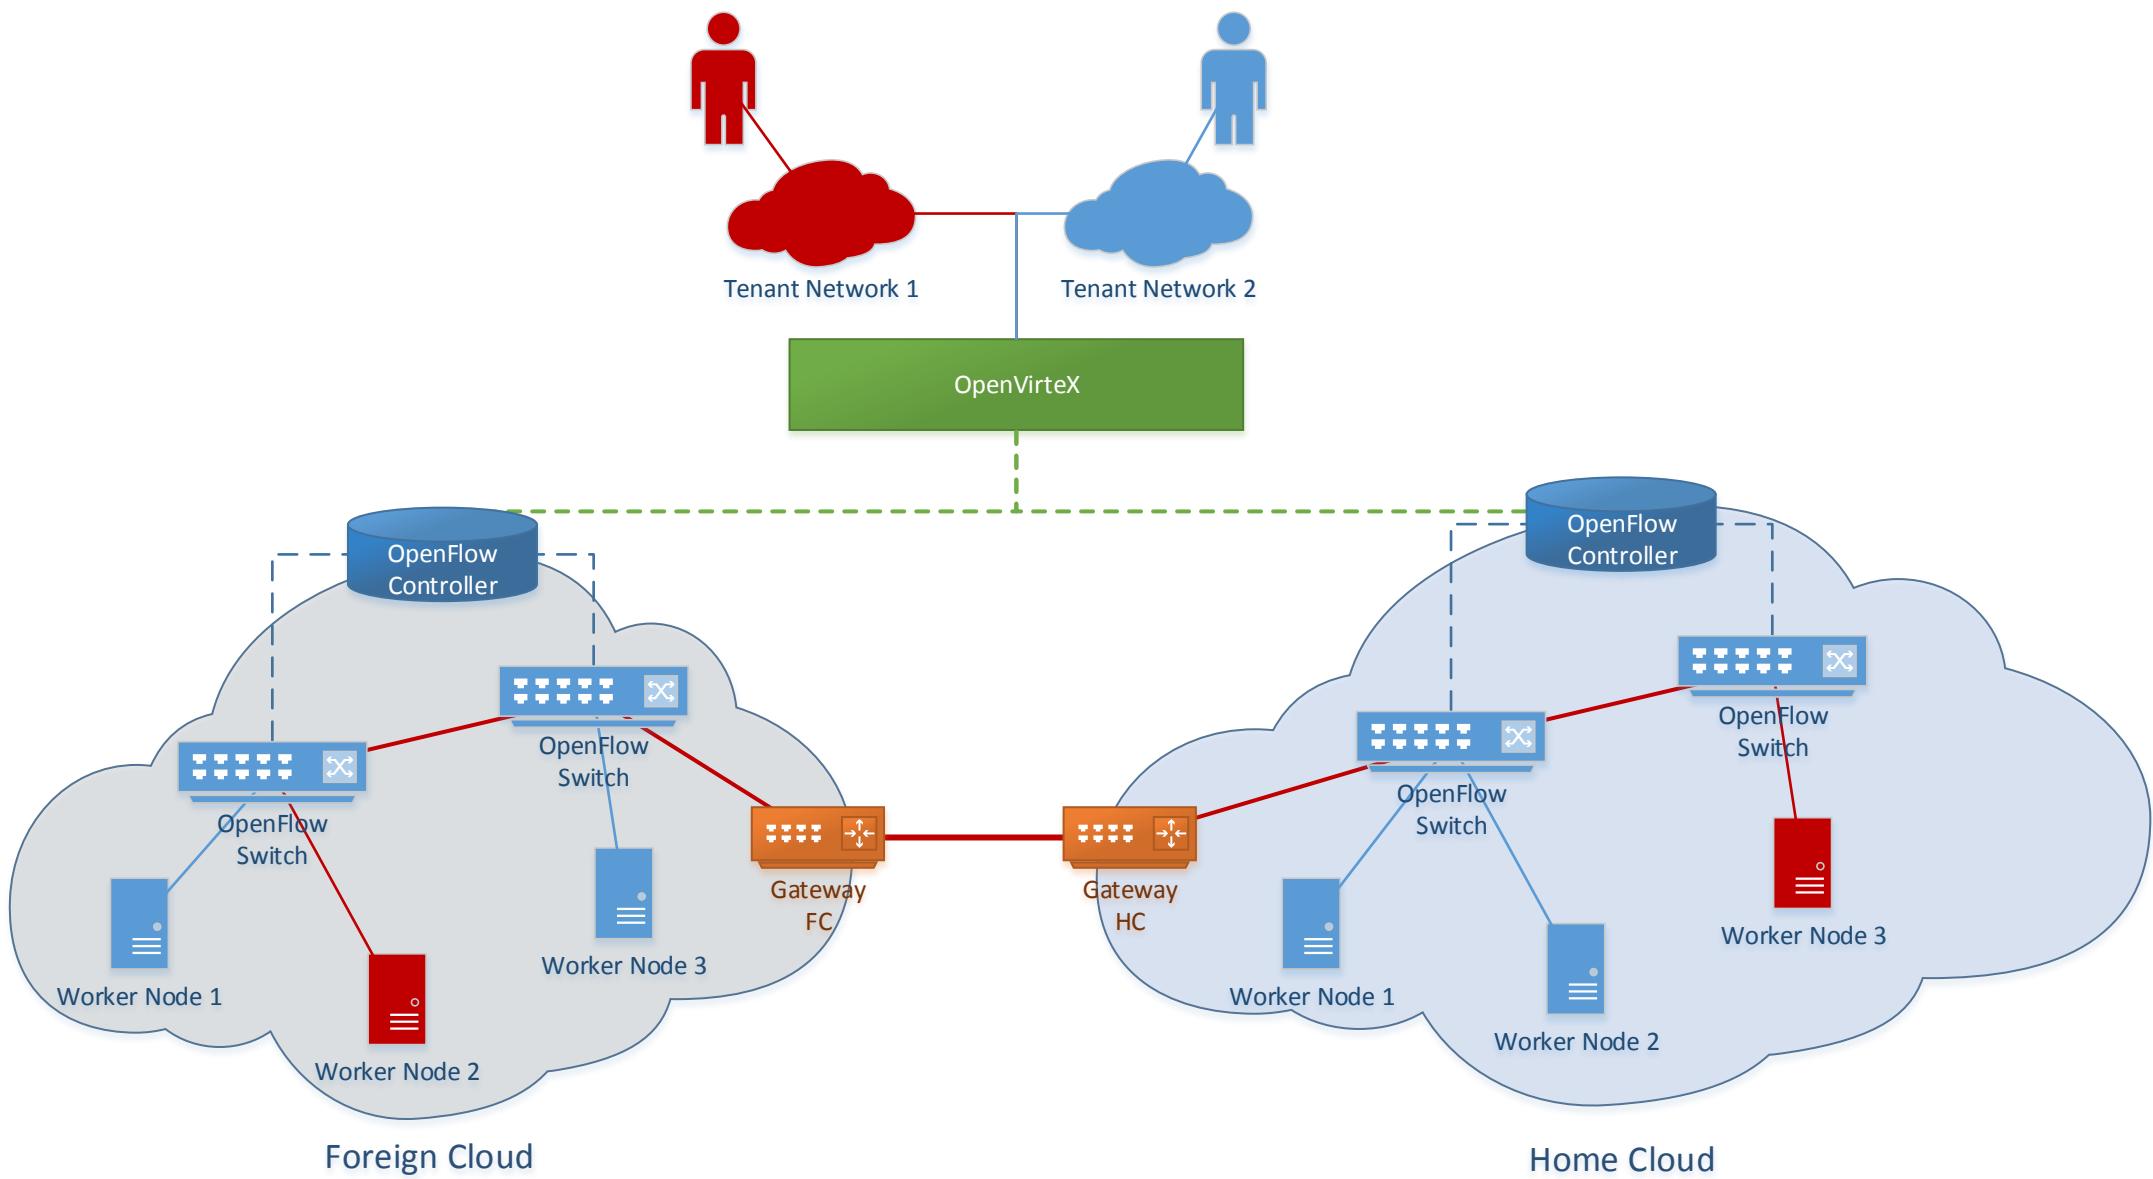 Tenant Network 1
Tenant Network 2
OpenVirteX
OpenFlow
Controller
OpenFlow
Controller
OpenFlow
Switch
OpenFlow
Switch
OpenFlow
Switch
OpenFlow
Switch
Gateway
FC
Gateway
HC
Worker Node 1
Worker Node 2
Worker Node 3
Worker Node 1
Worker Node 2
Worker Node 3
Foreign Cloud
Home Cloud